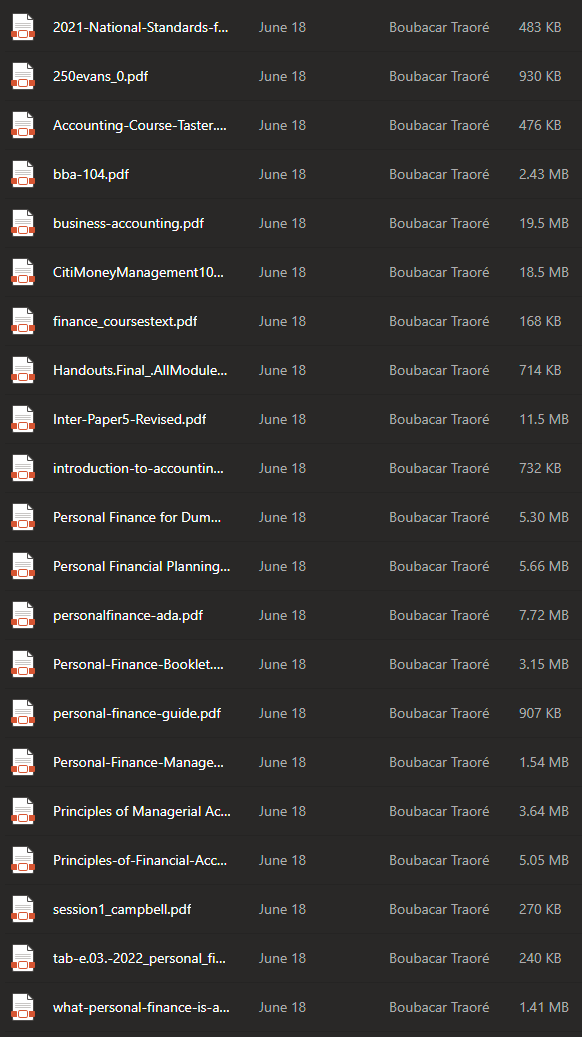 2021-National-Standards-f... June 18 Boubacar Traoré 483 KB
250evans_0.pdf June 18 Boubacar Traoré 930 KB
Accounting-Course-Taster.... June 18 Boubacar Traoré 476 KB
bba-104.pdf June 18 Boubacar Traoré 2.43 MB
business-accounting.pdf June 18 Boubacar Traoré 19.5 MB
CitiMoneyManagement10... June 18 Boubacar Traoré 18.5 MB
finance_coursestext.pdf June 18 Boubacar Traoré 168 KB
Handouts.Final_.AllModule... June 18 Boubacar Traoré 714 KB
Inter-Paper5-Revised.pdf June 18 Boubacar Traoré 11.5 MB
introduction-to-accountin... June 18 Boubacar Traoré 732 KB
Personal Finance for Dum... June 18 Boubacar Traoré 5.30 MB
Personal Financial Planning... June 18 Boubacar Traoré 5.66 MB
personalfinance-ada.pdf June 18 Boubacar Traoré 7.72 MB
Personal-Finance-Booklet.... June 18 Boubacar Traoré 3.15 MB
personal-finance-guide.pdf June 18 Boubacar Traoré 907 KB
Personal-Finance-Manage... June 18 Boubacar Traoré 1.54 MB
Principles of Managerial Ac... June 18 Boubacar Traoré 3.64 MB
Principles-of-Financial-Acc... June 18 Boubacar Traoré 5.05 MB
session1_campbell.pdf June 18 Boubacar Traoré 270 KB
tab-e.03.-2022_personal_fi... June 18 Boubacar Traoré 240 KB
what-personal-finance-is-a... June 18 Boubacar Traoré 1.41 MB